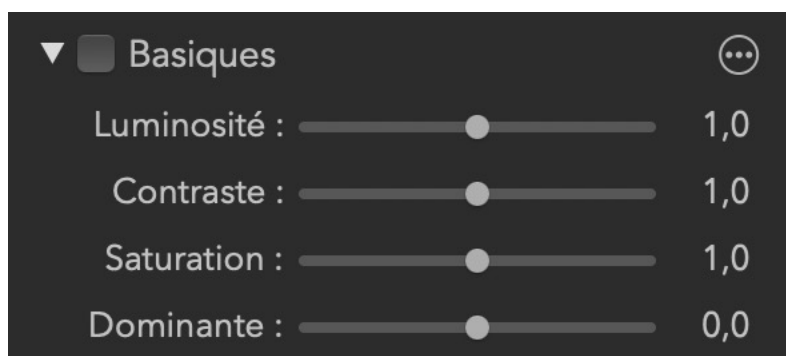 Basiques
Luminosité : 1,0
Contraste : 1,0
Saturation : 1,0
Dominante : 0,0